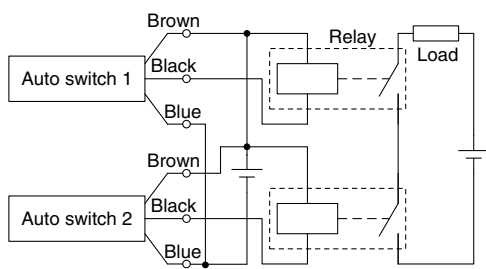 Brown
Relay
Black
Load
Auto switch 1
Blue
Brown
Black
Auto switch 2
Blue